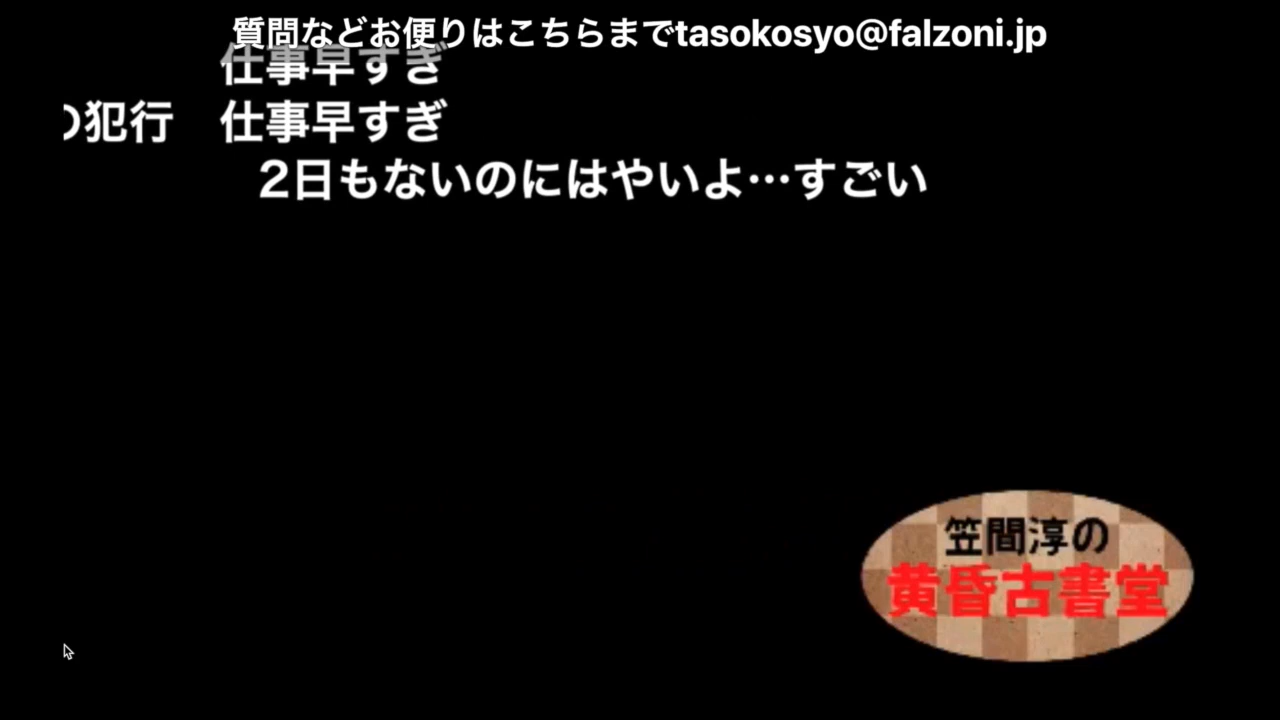 質問などお便りはこちらまでtasokosyo@falzoni.jp
仕事早すぎ
の犯行 仕事早すぎ
2日もないのにはやいよ…すごい
笠間淳の
黄昏古書堂